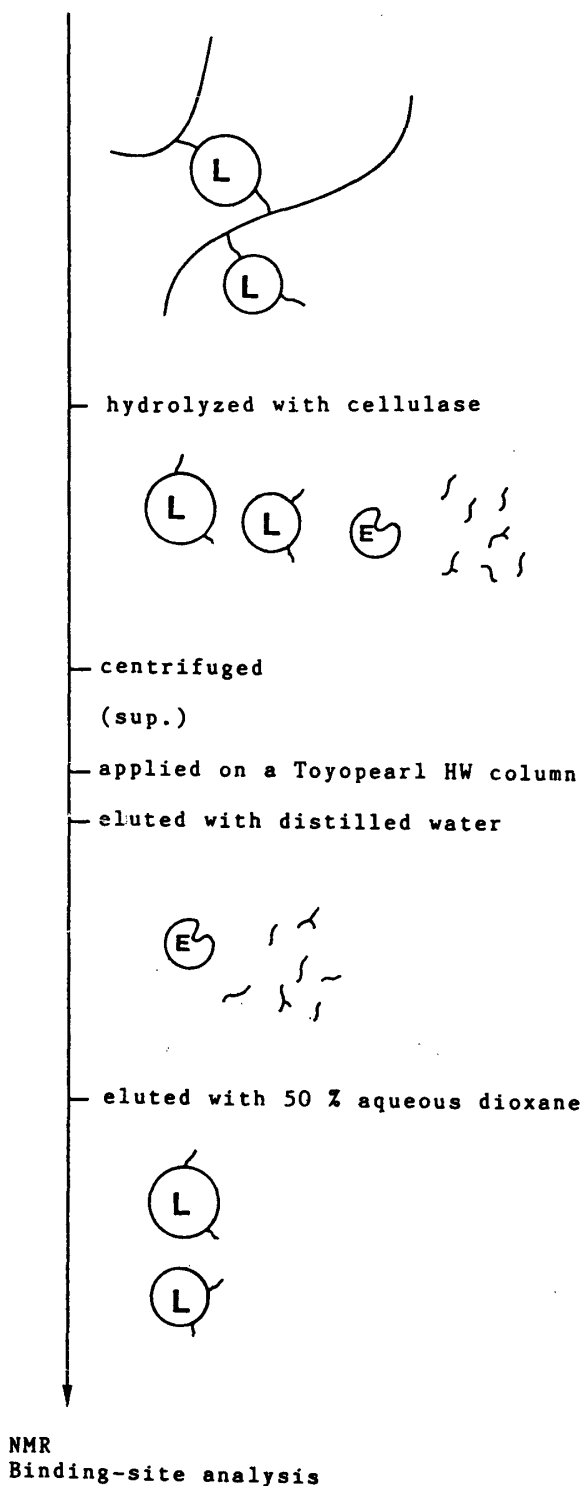 L
L
hydrolyzed with cellulase
L
L
E
centrifuged
(sup.)
applied on a Toyopearl HW column
eluted with distilled water
E
eluted with 50 % aqueous dioxane
L
L
NMR
Binding-site analysis